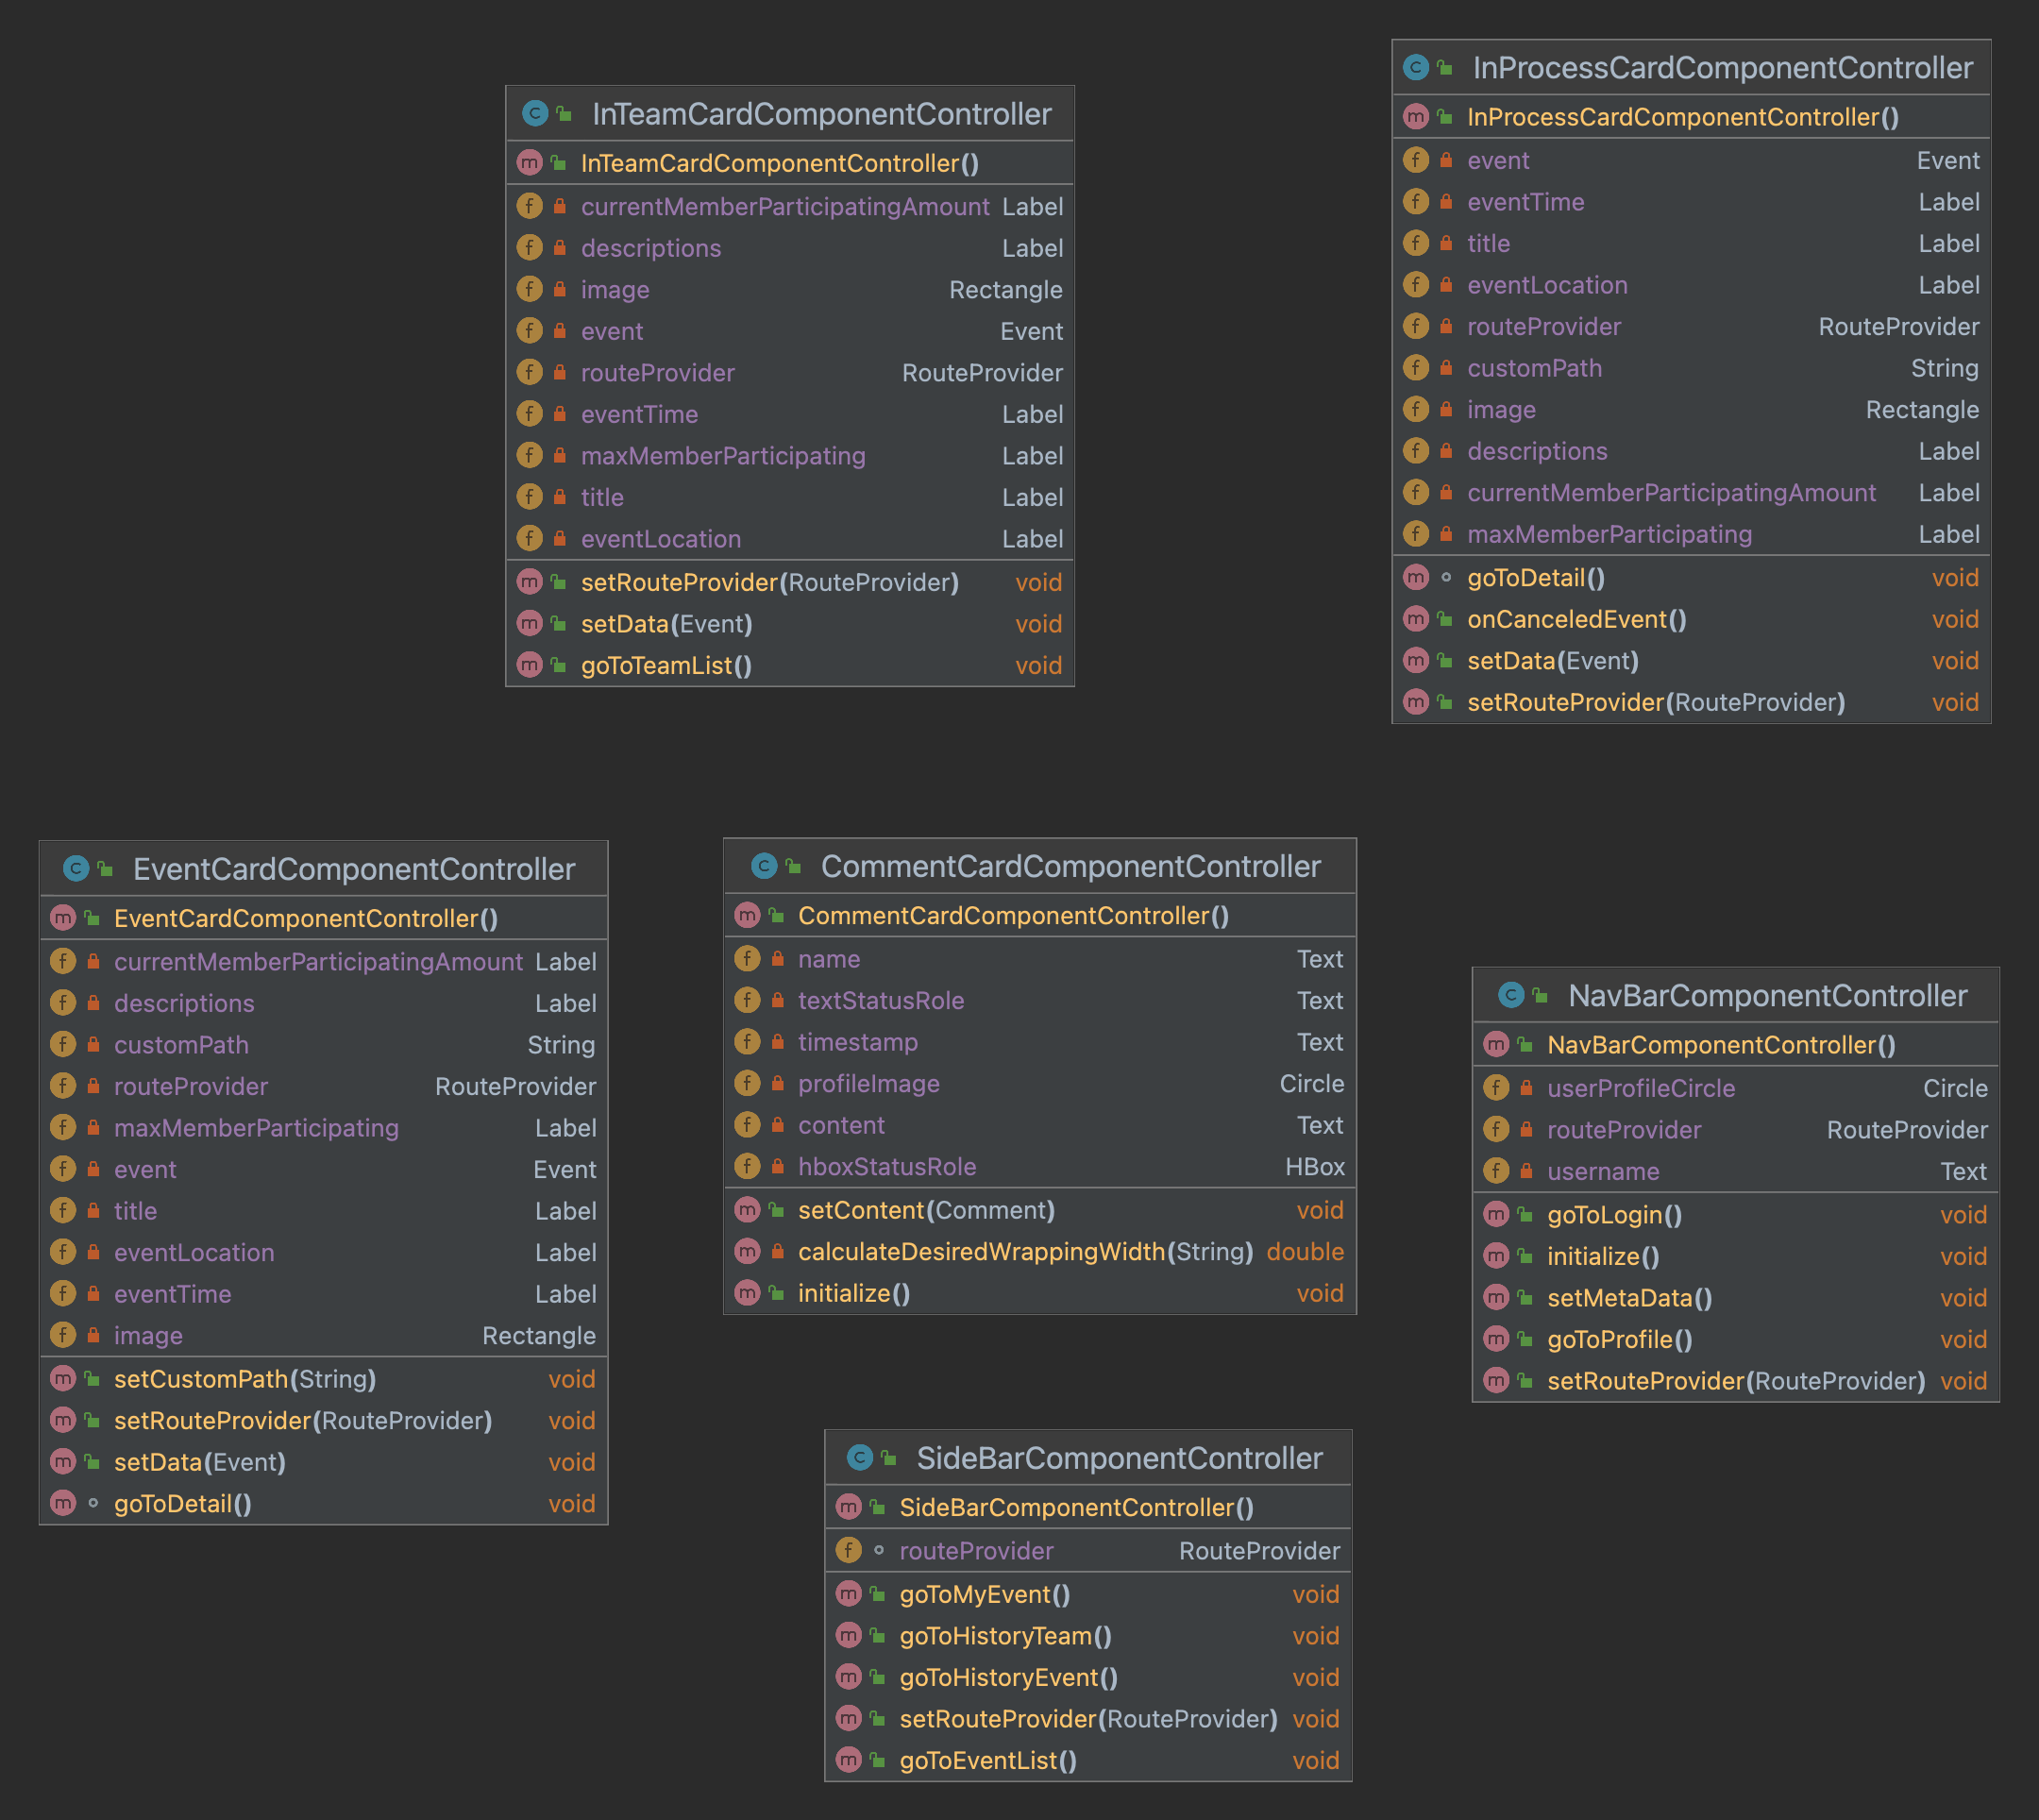 InTeamCardComponentController
InTeamCardComponentController()
currentMemberParticipatingAmount Label
descriptions Label
image Rectangle
event Event
routeProvider RouteProvider
eventTime Label
maxMemberParticipating Label
title Label
eventLocation Label
setRouteProvider(RouteProvider) void
setData(Event) void
goToTeamList() void
InProcessCardComponentController
InProcessCardComponentController()
event Event
eventTime Label
title Label
eventLocation Label
routeProvider RouteProvider
customPath String
image Rectangle
descriptions Label
currentMemberParticipatingAmount Label
maxMemberParticipating Label
goToDetail() void
onCanceledEvent() void
setData(Event) void
setRouteProvider(RouteProvider) void
EventCardComponentController
EventCardComponentController()
currentMemberParticipatingAmount Label
descriptions Label
customPath String
routeProvider RouteProvider
maxMemberParticipating Label
event Event
title Label
eventLocation Label
eventTime Label
image Rectangle
setCustomPath(String) void
setRouteProvider(RouteProvider) void
setData(Event) void
goToDetail() void
CommentCardComponentController
CommentCardComponentController()
name Text
textStatusRole Text
timestamp Text
profileImage Circle
content Text
hboxStatusRole HBox
setContent(Comment) void
calculateDesiredWrappingWidth(String) double
initialize() void
NavBarComponentController
NavBarComponentController()
userProfileCircle Circle
routeProvider RouteProvider
username Text
goToLogin() void
initialize() void
setMetaData() void
goToProfile() void
setRouteProvider(RouteProvider) void
SideBarComponentController
SideBarComponentController()
routeProvider RouteProvider
goToMyEvent() void
goToHistoryTeam() void
goToHistoryEvent() void
setRouteProvider(RouteProvider) void
goToEventList() void